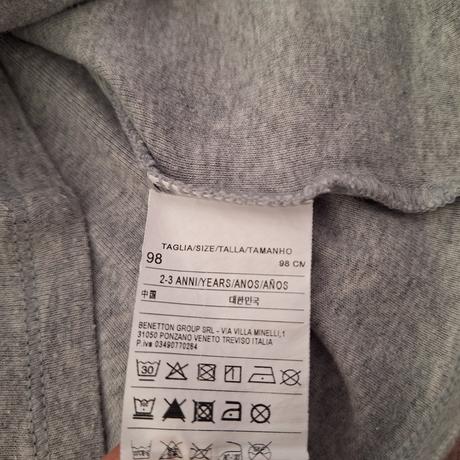 TAGLIA/SIZE/TALLA/TAMANHO
98 98 CM
2-3 ANNI/YEARS/ANOS/AÑOS
中国 대한민국
BENETTON GROUP SRL - VIA VILLA MINELLI,1
31050 PONZANO VENETO TREVISO ITALIA
P.iva 03490770264
30